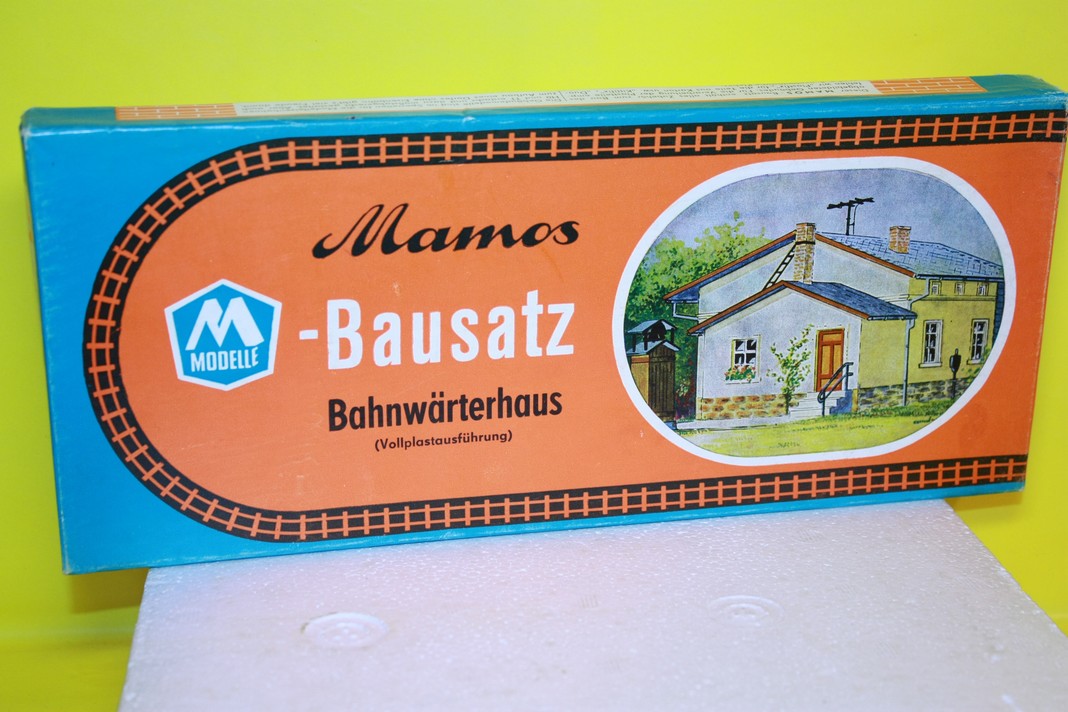 Mamos
M
MODELLE
-Bausatz
Bahnwärterhaus
(Vollplastausführung)